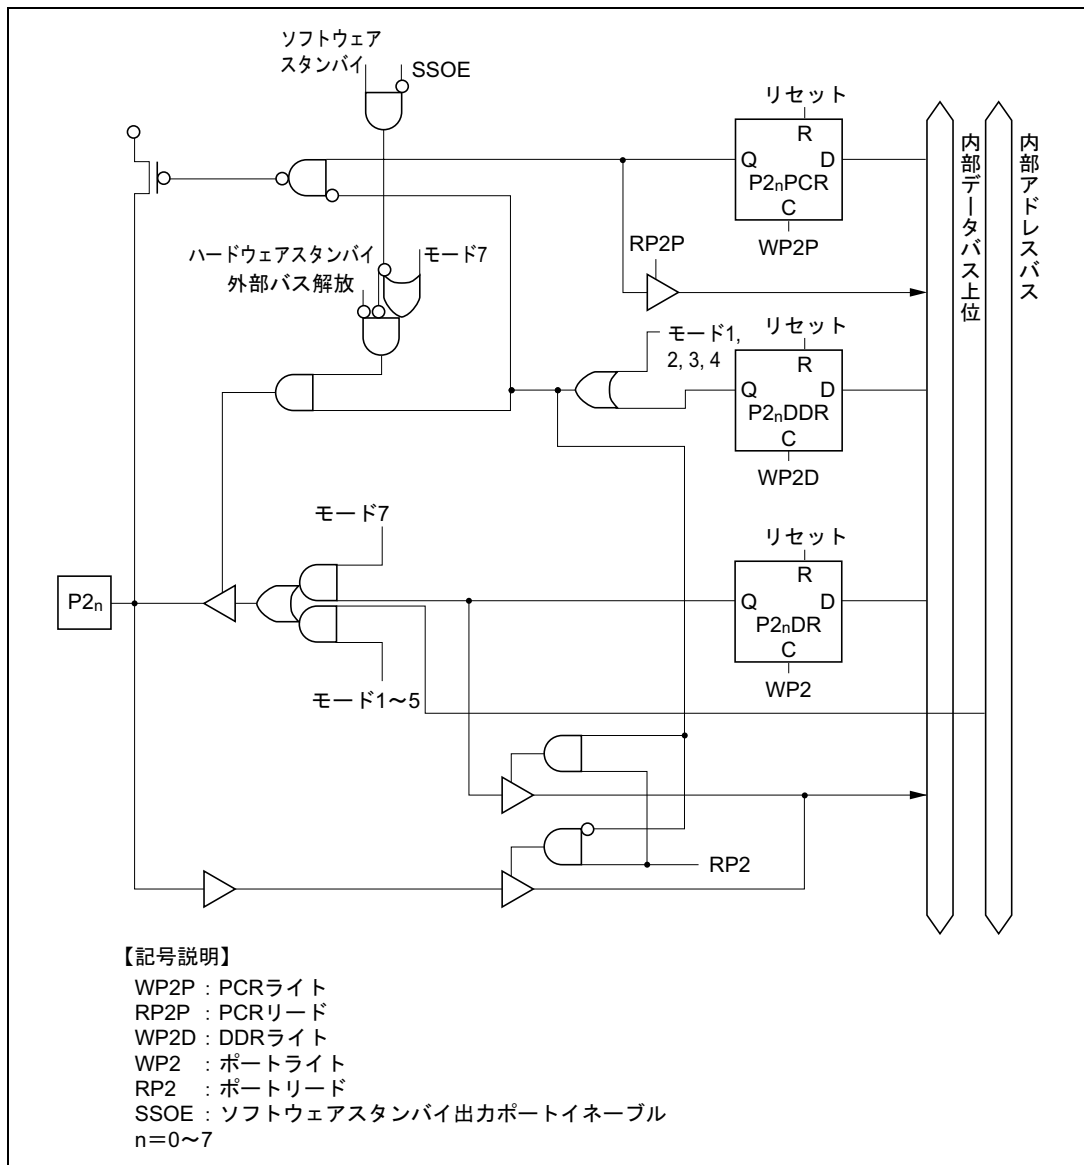 ソフトウェア
スタンバイ
SSOE
リセット
R
Q
D
P2nPCR
C
WP2P
RP2P
ハードウェアスタンバイ
モード7
外部バス解放
内部データバス上位
内部アドレスバス
モード1,
2, 3, 4
リセット
R
Q
D
P2nDDR
C
WP2D
モード7
リセット
R
Q
D
P2nDR
C
WP2
P2n
モード1～5
RP2
【記号説明】
WP2P : PCRライト
RP2P : PCRリード
WP2D : DDRライト
WP2 : ポートライト
RP2 : ポートリード
SSOE : ソフトウェアスタンバイ出力ポートイネーブル
n＝0～7